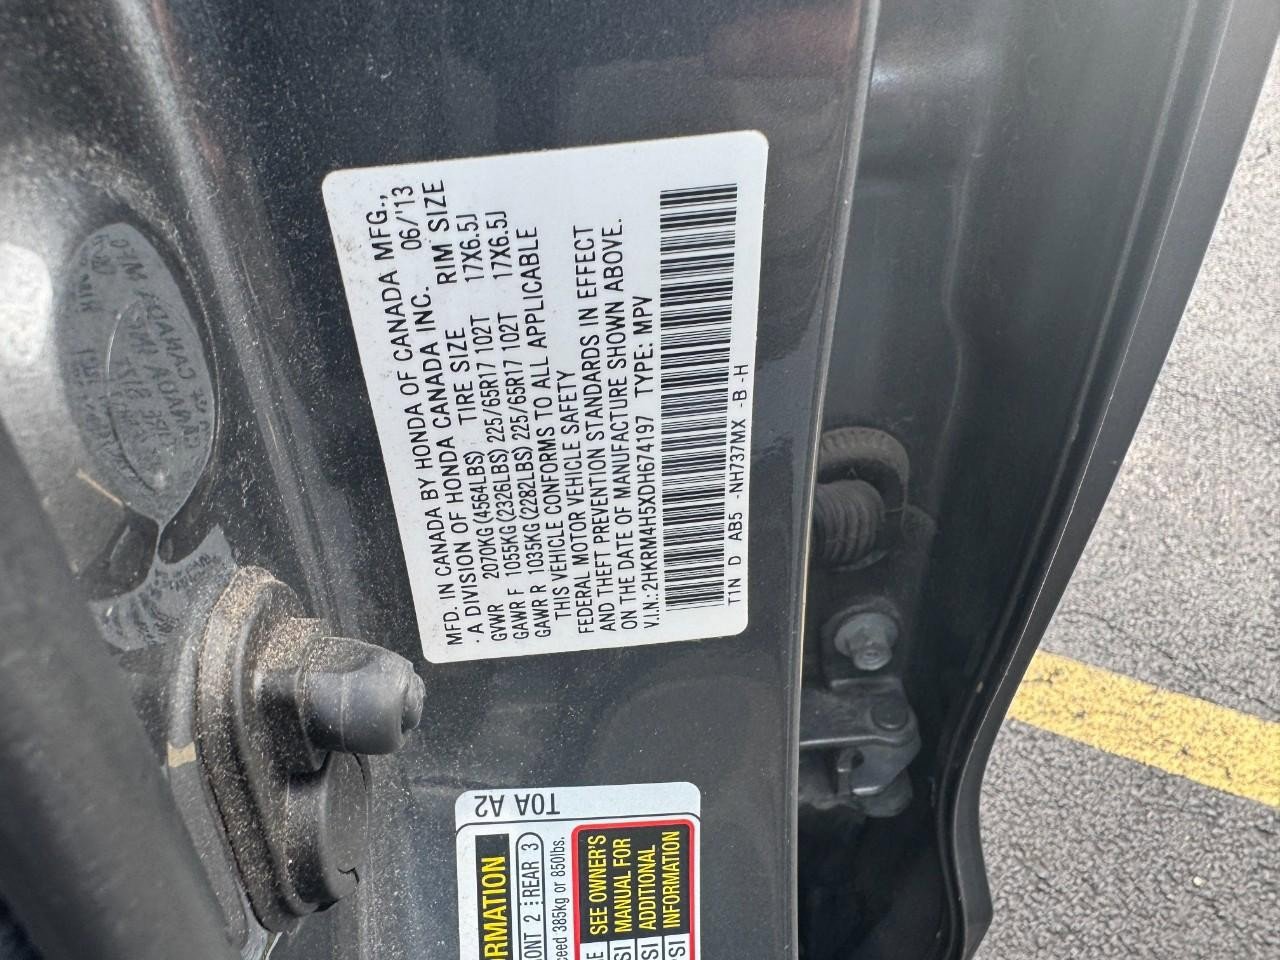 MFD. IN CANADA BY HONDA OF CANADA MFG.,
A DIVISION OF HONDA CANADA INC. 06/'13
GVWR 2070KG(4564LBS) TIRE SIZE RIM SIZE
GAWR F 1055KG(2326LBS) 225/65R17 102T 17X6.5J
GAWR R 1035KG(2282LBS) 225/65R17 102T 17X6.5J
THIS VEHICLE CONFORMS TO ALL APPLICABLE
FEDERAL MOTOR VEHICLE SAFETY
AND THEFT PREVENTION STANDARDS IN EFFECT
ON THE DATE OF MANUFACTURE SHOWN ABOVE.
V.I.N.: 2HKRM4H5XDH674197 TYPE: MPV
T1N D AB5 -NH737MX -B -H
T0A A2
RMATION
ONT 2 REAR 3
ceed 385kg or 850lbs.
SEE OWNER'S
MANUAL FOR
ADDITIONAL
INFORMATION